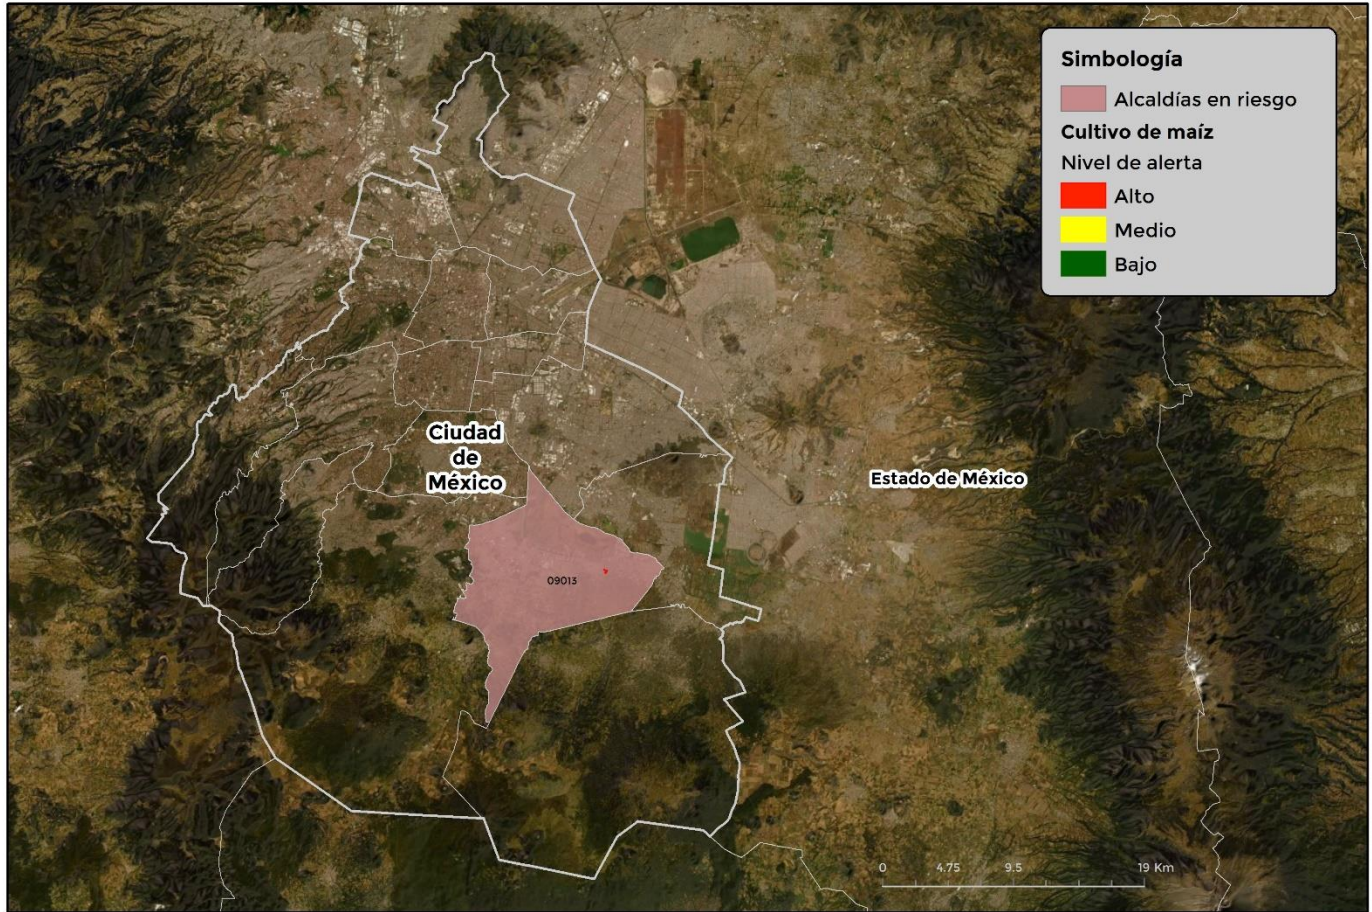 Simbología
Alcaldías en riesgo
Cultivo de maíz
Nivel de alerta
Alto
Medio
Bajo
Ciudad
de
México
Estado de México
09013
0 4.75 9.5 19 Km